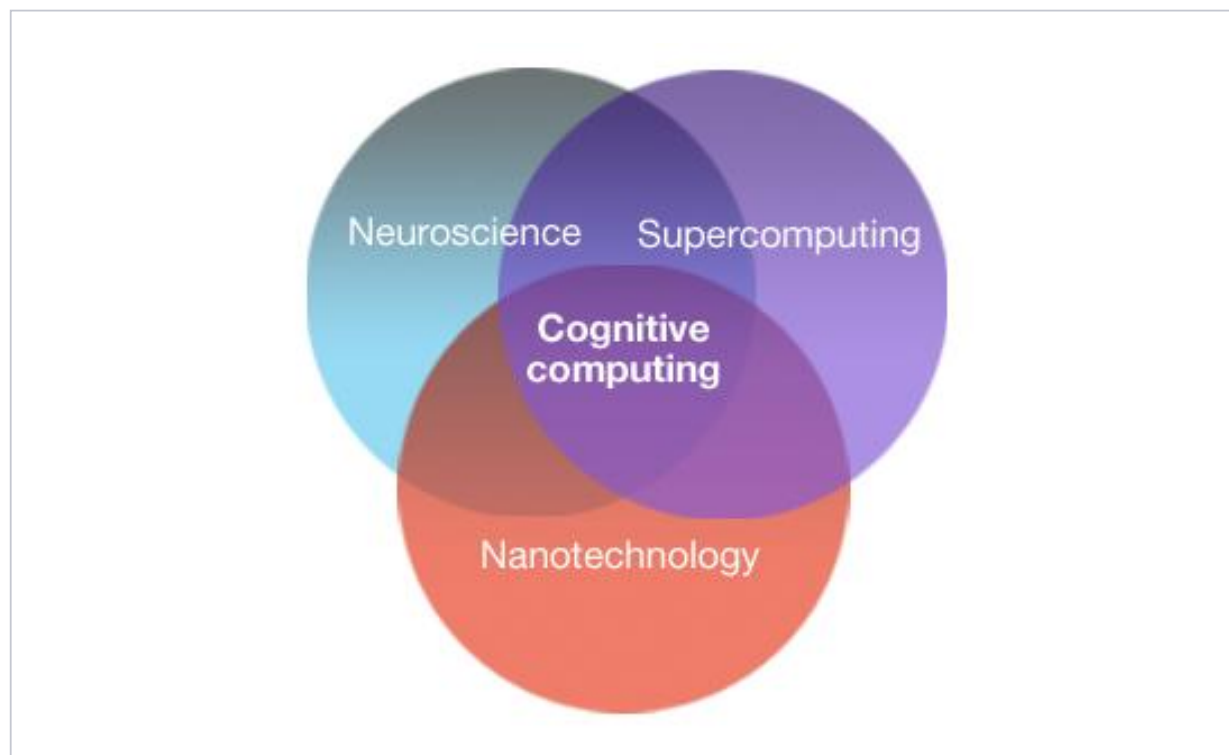 Neuroscience
Supercomputing
Cognitive
computing
Nanotechnology